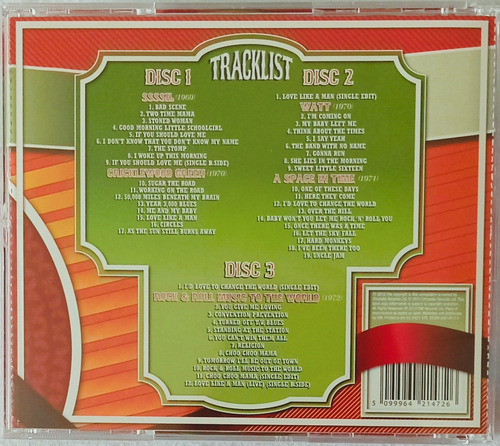 TRACKLIST
DISC 1
SSSSH. (1969)
1. BAD SCENE
2. TWO TIME MAMA
3. STONED WOMAN
4. GOOD MORNING LITTLE SCHOOLGIRL
5. IF YOU SHOULD LOVE ME
6. I DON'T KNOW THAT YOU DON'T KNOW MY NAME
7. THE STOMP
8. I WOKE UP THIS MORNING
9. IF YOU SHOULD LOVE ME (SINGLE B.SIDE)
CRICKLEWOOD GREEN (1970)
10. SUGAR THE ROAD
11. WORKING ON THE ROAD
12. 50,000 MILES BENEATH MY BRAIN
13. YEAR 3,000 BLUES
14. ME AND MY BABY
15. LOVE LIKE A MAN
16. CIRCLES
17. AS THE SUN STILL BURNS AWAY
DISC 2
1. LOVE LIKE A MAN (SINGLE EDIT)
WATT (1970)
2. I'M COMING ON
3. MY BABY LEFT ME
4. THINK ABOUT THE TIMES
5. I SAY YEAH
6. THE BAND WITH NO NAME
7. GONNA RUN
8. SHE LIES IN THE MORNING
9. SWEET LITTLE SIXTEEN
A SPACE IN TIME (1971)
10. ONE OF THESE DAYS
11. HERE THEY COME
12. I'D LOVE TO CHANGE THE WORLD
13. OVER THE HILL
14. BABY WON'T YOU LET ME 'ROCK 'N' ROLL YOU
15. ONCE THERE WAS A TIME
16. LET THE SKY FALL
17. HARD MONKEYS
18. I'VE BEEN THERE TOO
19. UNCLE JAM
DISC 3
1. I'D LOVE TO CHANGE THE WORLD (SINGLE EDIT)
ROCK & ROLL MUSIC TO THE WORLD (1972)
2. YOU GIVE ME LOVING
3. CONVENTION PREVENTION
4. TURNED OFF T.V. BLUES
5. STANDING AT THE STATION
6. YOU CAN'T WIN THEM ALL
7. RELIGION
8. CHOO CHOO MAMA
9. TOMORROW I'LL BE OUT OF TOWN
10. ROCK & ROLL MUSIC TO THE WORLD
11. CHOO CHOO MAMA (SINGLE EDIT)
12. LOVE LIKE A MAN (LIVE) (SINGLE B.SIDE)
5 099964 214726